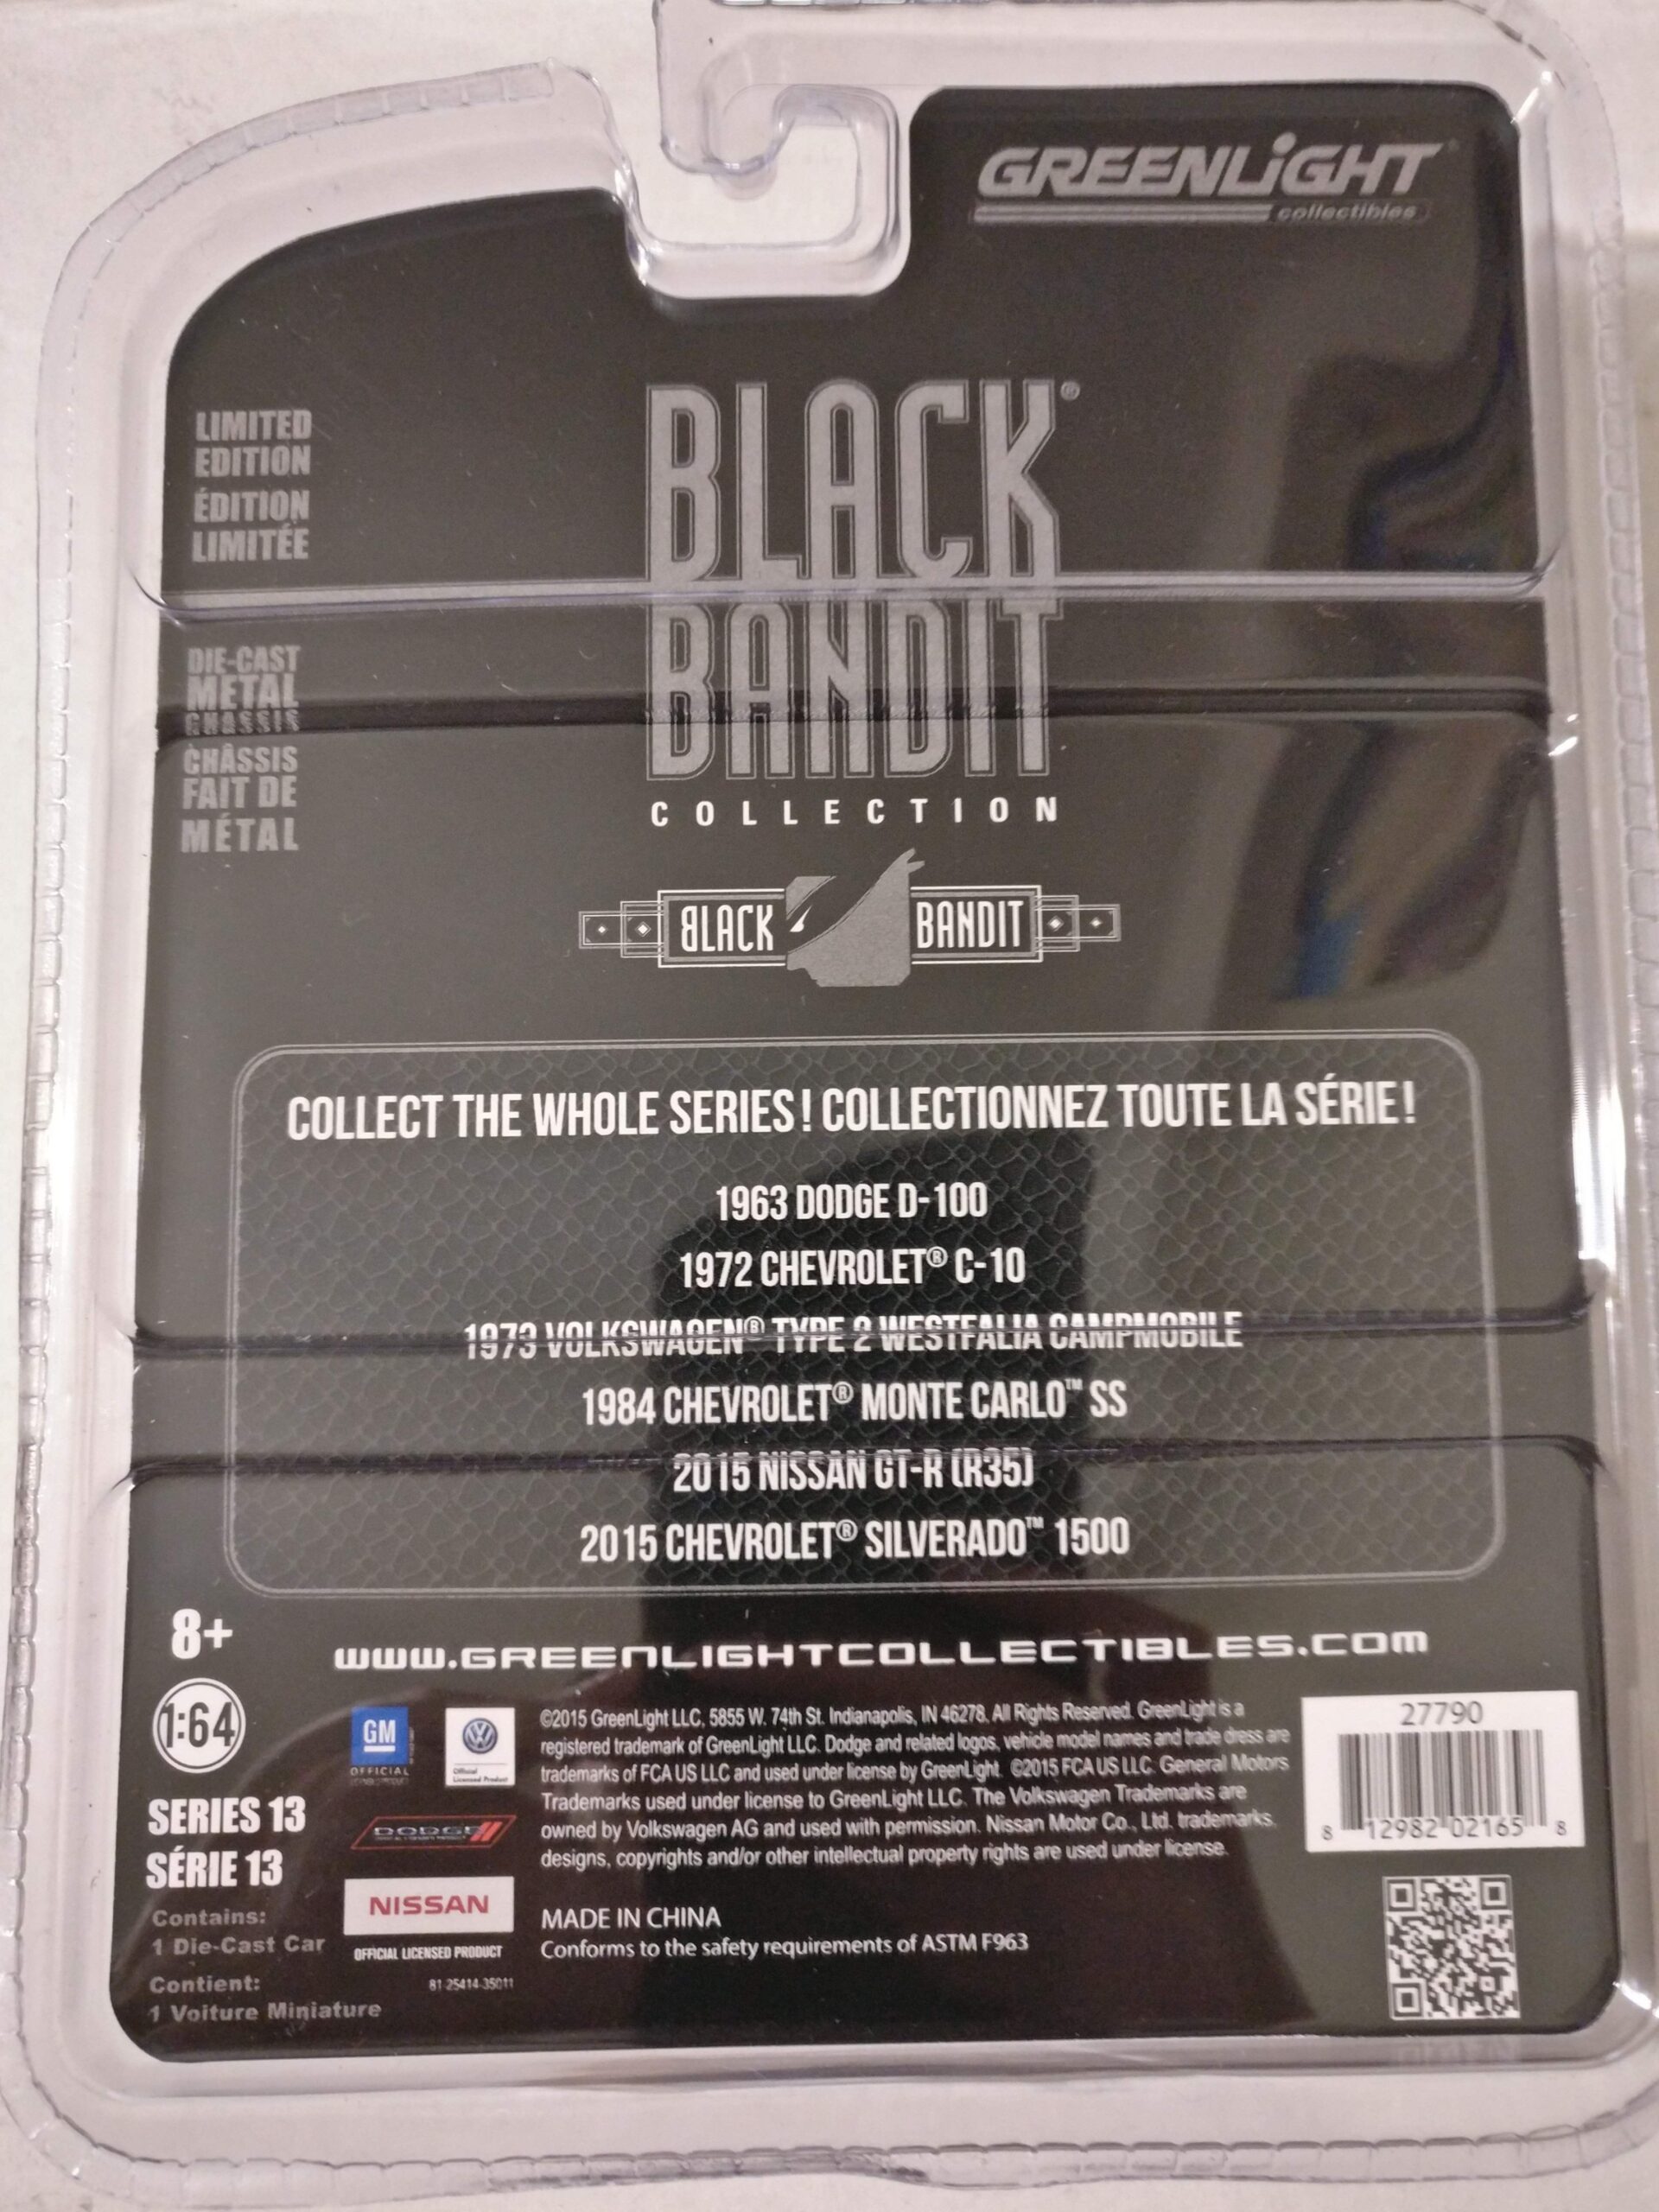 GREENLiGHT
collectibles
LIMITED
EDITION
ÉDITION
LIMITÉE
BLACK®
BANDIT
COLLECTION
DIE-CAST
METAL
CHASSIS
CHÂSSIS
FAIT DE
MÉTAL
BLACK BANDIT
COLLECT THE WHOLE SERIES! COLLECTIONNEZ TOUTE LA SÉRIE!
1963 DODGE D-100
1972 CHEVROLET® C-10
1973 VOLKSWAGEN® TYPE 2 WESTFALIA CAMPMOBILE
1984 CHEVROLET® MONTE CARLO™ SS
2015 NISSAN GT-R (R35)
2015 CHEVROLET® SILVERADO™ 1500
8+
www.GREENLIGHTCOLLECTIBLES.com
1:64
SERIES 13
SÉRIE 13
Contains:
1 Die-Cast Car
Contient:
1 Voiture Miniature
GM
OFFICIAL
Official
Licensed Product
DODGE
NISSAN
OFFICIAL LICENSED PRODUCT
81-25414-35011
©2015 GreenLight LLC, 5855 W. 74th St. Indianapolis, IN 46278. All Rights Reserved. GreenLight is a
registered trademark of GreenLight LLC. Dodge and related logos, vehicle model names and trade dress are
trademarks of FCA US LLC and used under license by GreenLight. ©2015 FCA US LLC. General Motors
Trademarks used under license to GreenLight LLC. The Volkswagen Trademarks are
owned by Volkswagen AG and used with permission. Nissan Motor Co., Ltd. trademarks,
designs, copyrights and/or other intellectual property rights are used under license.
MADE IN CHINA
Conforms to the safety requirements of ASTM F963
27790
8 12982 02165 8